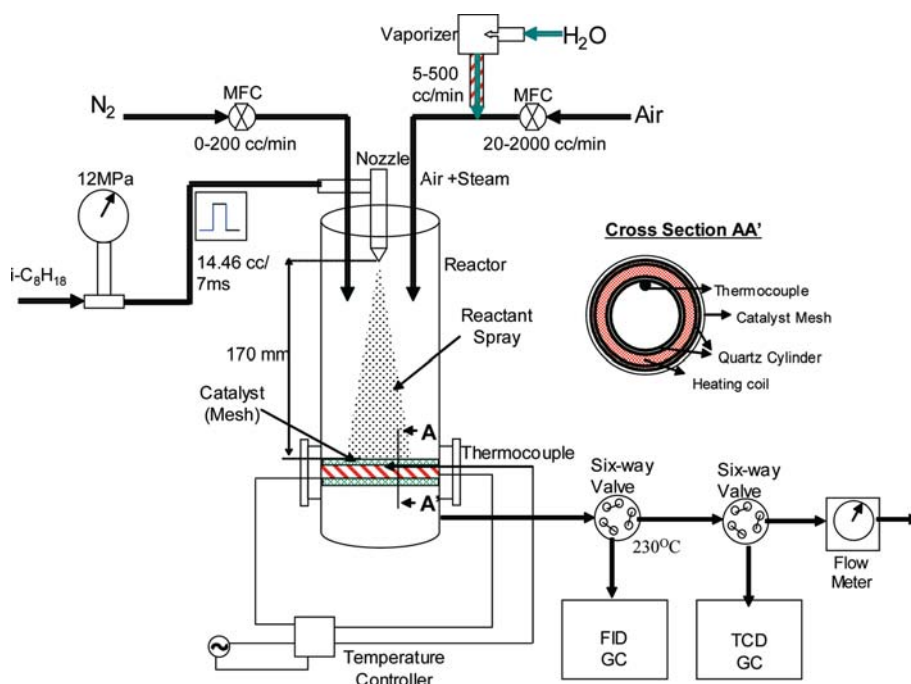 Vaporizer
H₂O
5-500
cc/min
N₂
MFC
0-200 cc/min
MFC
20-2000 cc/min
Air
Nozzle
Air +Steam
12MPa
14.46 cc/
7ms
i-C₈H₁₈
Reactor
Reactant
Spray
170 mm
Catalyst
(Mesh)
A
Thermocouple
A'
Cross Section AA'
Thermocouple
Catalyst Mesh
Quartz Cylinder
Heating coil
Six-way
Valve
Six-way
Valve
230⁰C
Flow
Meter
FID
GC
TCD
GC
Temperature
Controller